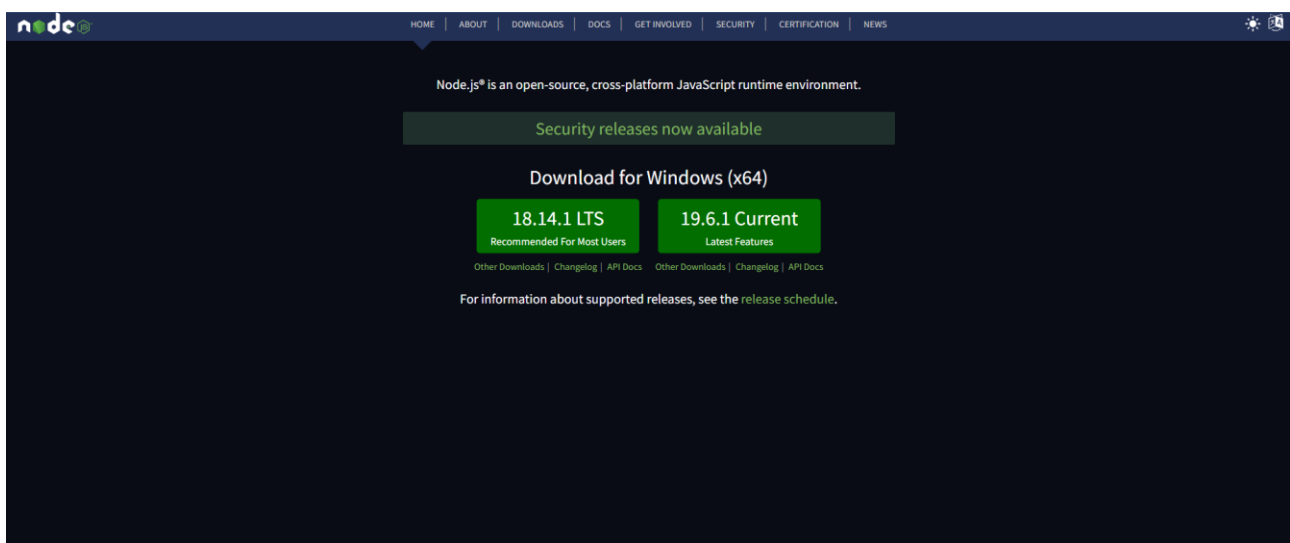 node JS
HOME | ABOUT | DOWNLOADS | DOCS | GET INVOLVED | SECURITY | CERTIFICATION | NEWS
Node.js® is an open-source, cross-platform JavaScript runtime environment.
Security releases now available
Download for Windows (x64)
18.14.1 LTS
Recommended For Most Users
19.6.1 Current
Latest Features
Other Downloads | Changelog | API Docs
Other Downloads | Changelog | API Docs
For information about supported releases, see the release schedule.